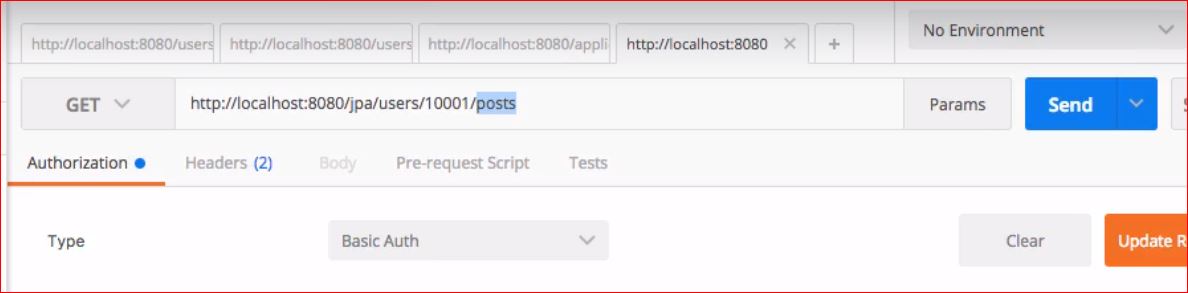 http://localhost:8080/users http://localhost:8080/users http://localhost:8080/appli http://localhost:8080 × + No Environment
GET http://localhost:8080/jpa/users/10001/posts Params Send
Authorization Headers (2) Body Pre-request Script Tests
Type Basic Auth Clear Update R